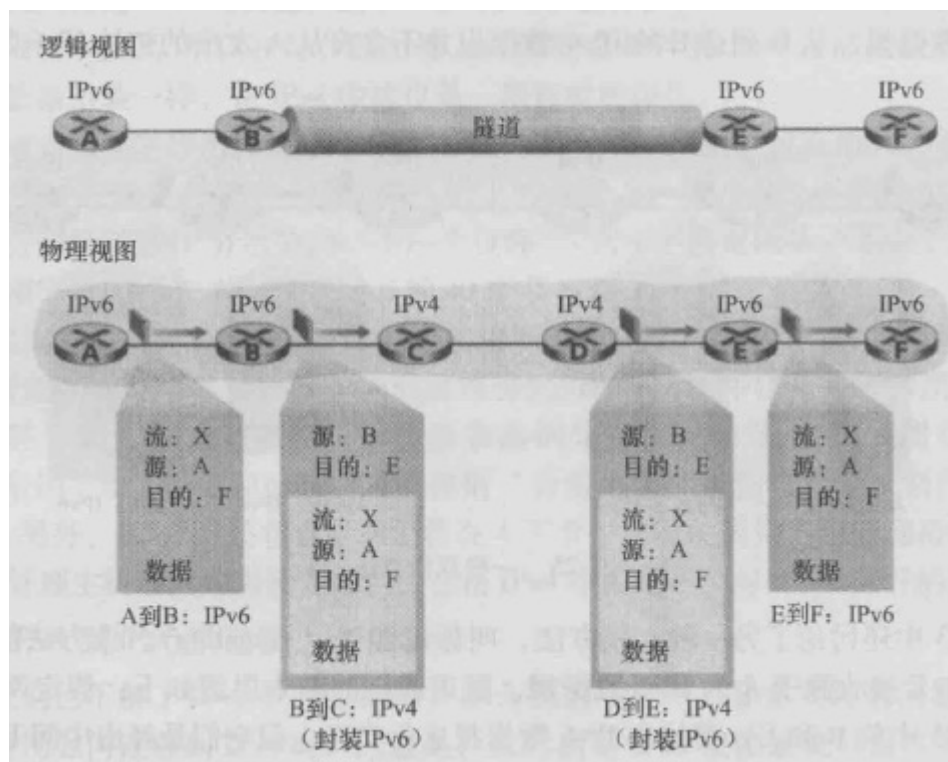 逻辑视图
IPv6 IPv6 IPv6 IPv6
A B 隧道 E F
物理视图
IPv6 IPv6 IPv4 IPv4 IPv6 IPv6
A B C D E F
流：X
源：A
目的：F
数据
A到B：IPv6
源：B
目的：E
流：X
源：A
目的：F
数据
B到C：IPv4
（封装IPv6）
源：B
目的：E
流：X
源：A
目的：F
数据
D到E：IPv4
（封装IPv6）
流：X
源：A
目的：F
数据
E到F：IPv6